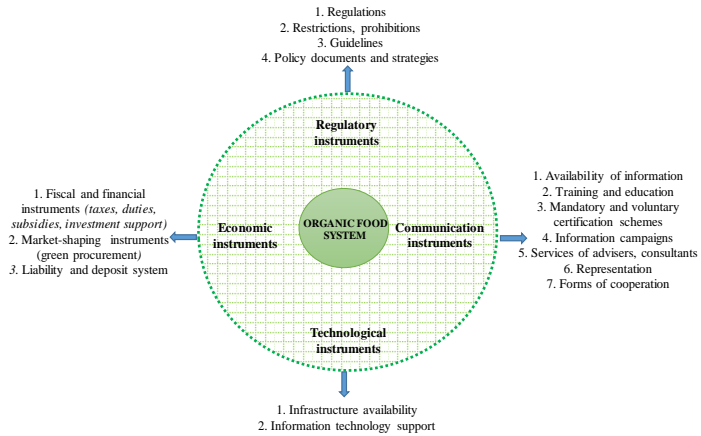 1. Regulations
2. Restrictions, prohibitions
3. Guidelines
4. Policy documents and strategies
Regulatory
instruments
1. Fiscal and financial
instruments (taxes, duties,
subsidies, investment support)
2. Market-shaping instruments
(green procurement)
3. Liability and deposit system
Economic
instruments
ORGANIC FOOD
SYSTEM
Communication
instruments
1. Availability of information
2. Training and education
3. Mandatory and voluntary
certification schemes
4. Information campaigns
5. Services of advisers, consultants
6. Representation
7. Forms of cooperation
Technological
instruments
1. Infrastructure availability
2. Information technology support